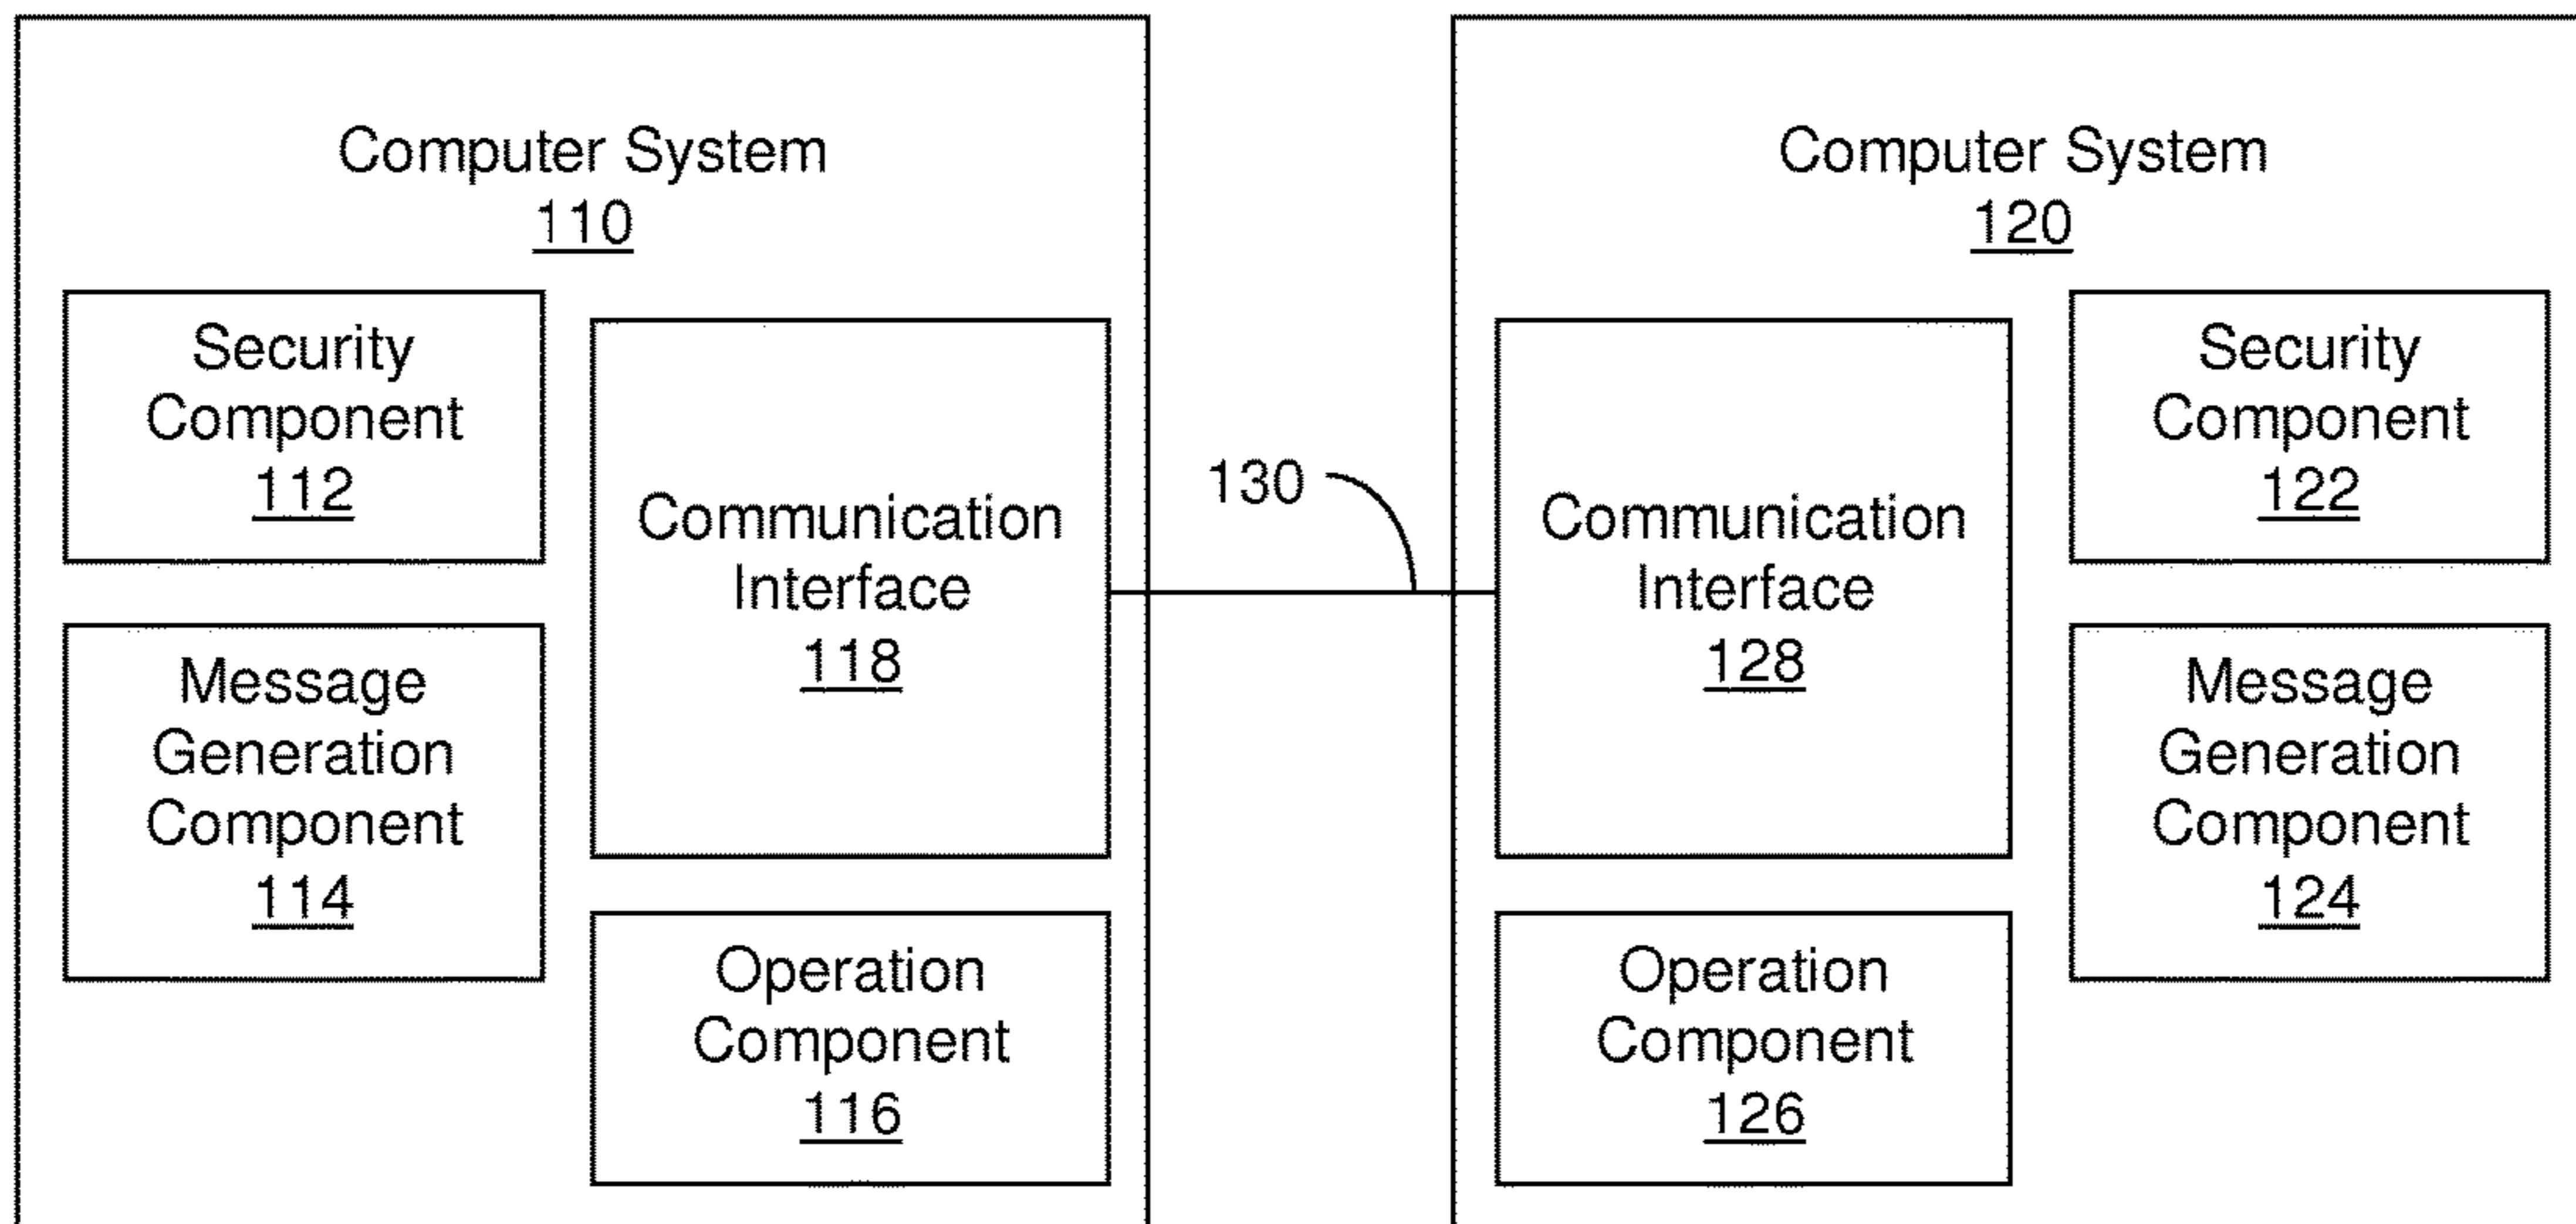 Computer System
110
Security
Component
112
Message
Generation
Component
114
Communication
Interface
118
Operation
Component
116
130
Computer System
120
Communication
Interface
128
Operation
Component
126
Security
Component
122
Message
Generation
Component
124